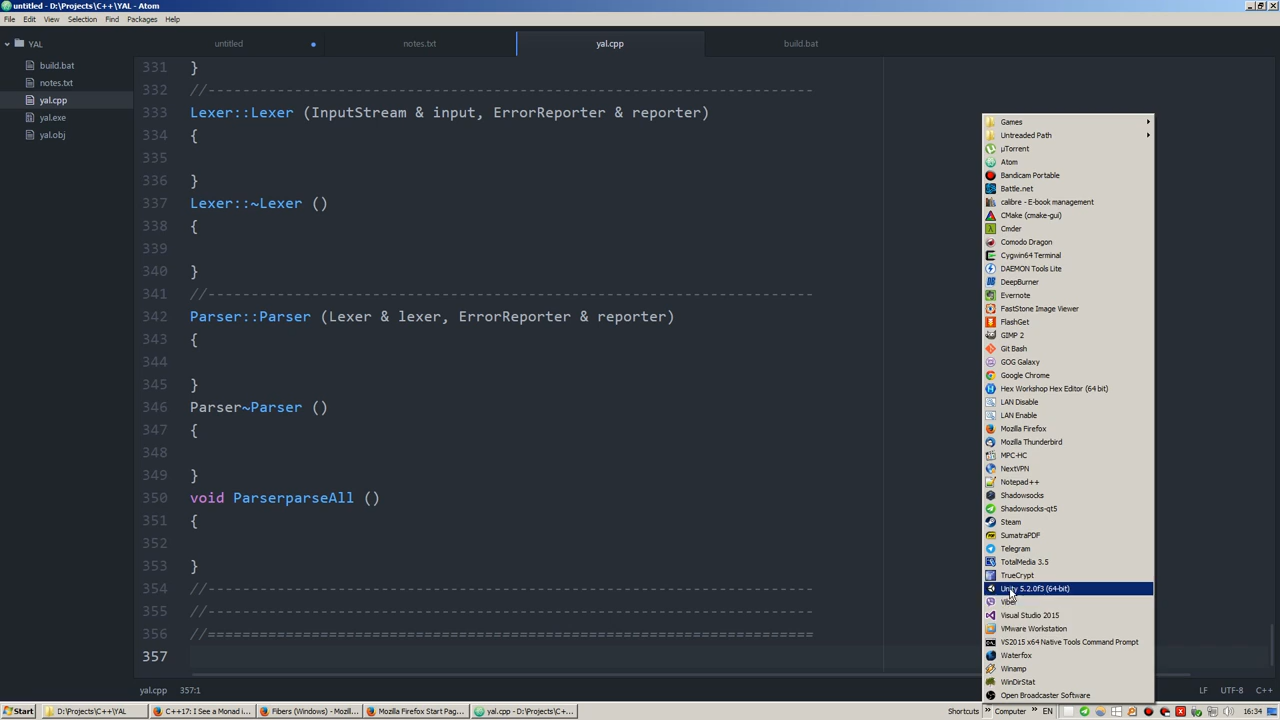 untitled - D:\Projects\C++\YAL - Atom
File Edit View Selection Find Packages Help
YAL
build.bat
notes.txt
yal.cpp
yal.exe
yal.obj
untitled notes.txt yal.cpp build.bat
331 }
332 //----------------------------------------------------------------------
333 Lexer::Lexer (InputStream & input, ErrorReporter & reporter)
334 {
335
336 }
337 Lexer::~Lexer ()
338 {
339
340 }
341 //----------------------------------------------------------------------
342 Parser::Parser (Lexer & lexer, ErrorReporter & reporter)
343 {
344
345 }
346 Parser~Parser ()
347 {
348
349 }
350 void ParserparseAll ()
351 {
352
353 }
354 //----------------------------------------------------------------------
355 //----------------------------------------------------------------------
356 //======================================================================
357
Games
Untreaded Path
µTorrent
Atom
Bandicam Portable
Battle.net
calibre - E-book management
CMake (cmake-gui)
Cmder
Comodo Dragon
Cygwin64 Terminal
DAEMON Tools Lite
DeepBurner
Evernote
FastStone Image Viewer
FlashGet
GIMP 2
Git Bash
GOG Galaxy
Google Chrome
Hex Workshop Hex Editor (64 bit)
LAN Disable
LAN Enable
Mozilla Firefox
Mozilla Thunderbird
MPC-HC
NextVPN
Notepad++
Shadowsocks
Shadowsocks-qt5
Steam
SumatraPDF
Telegram
TotalMedia 3.5
TrueCrypt
Unity 5.2.0f3 (64-bit)
Viber
Visual Studio 2015
VMware Workstation
VS2015 x64 Native Tools Command Prompt
Waterfox
Winamp
WinDirStat
Open Broadcaster Software
yal.cpp 357:1 LF UTF-8 C++
Start D:\Projects\C++\YAL C++17: I See a Monad i... Fibers (Windows) - Mozill... Mozilla Firefox Start Pag... yal.cpp - D:\Projects\C+... Shortcuts » Computer » EN 16:34